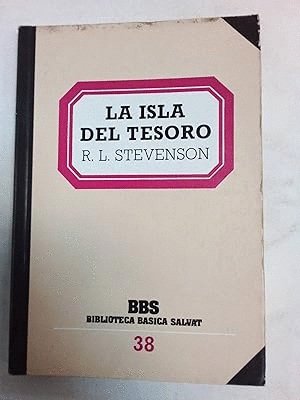 LA ISLA
DEL TESORO
R. L. STEVENSON
BBS
BIBLIOTECA BASICA SALVAT
38